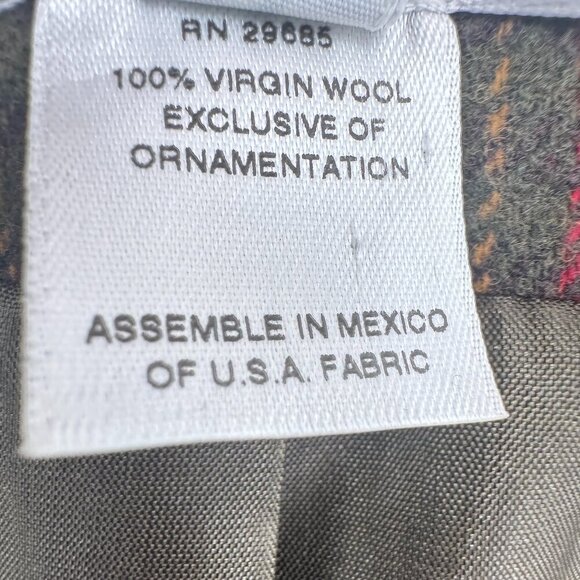 RN 29685
100% VIRGIN WOOL
EXCLUSIVE OF
ORNAMENTATION
ASSEMBLE IN MEXICO
OF U.S.A. FABRIC